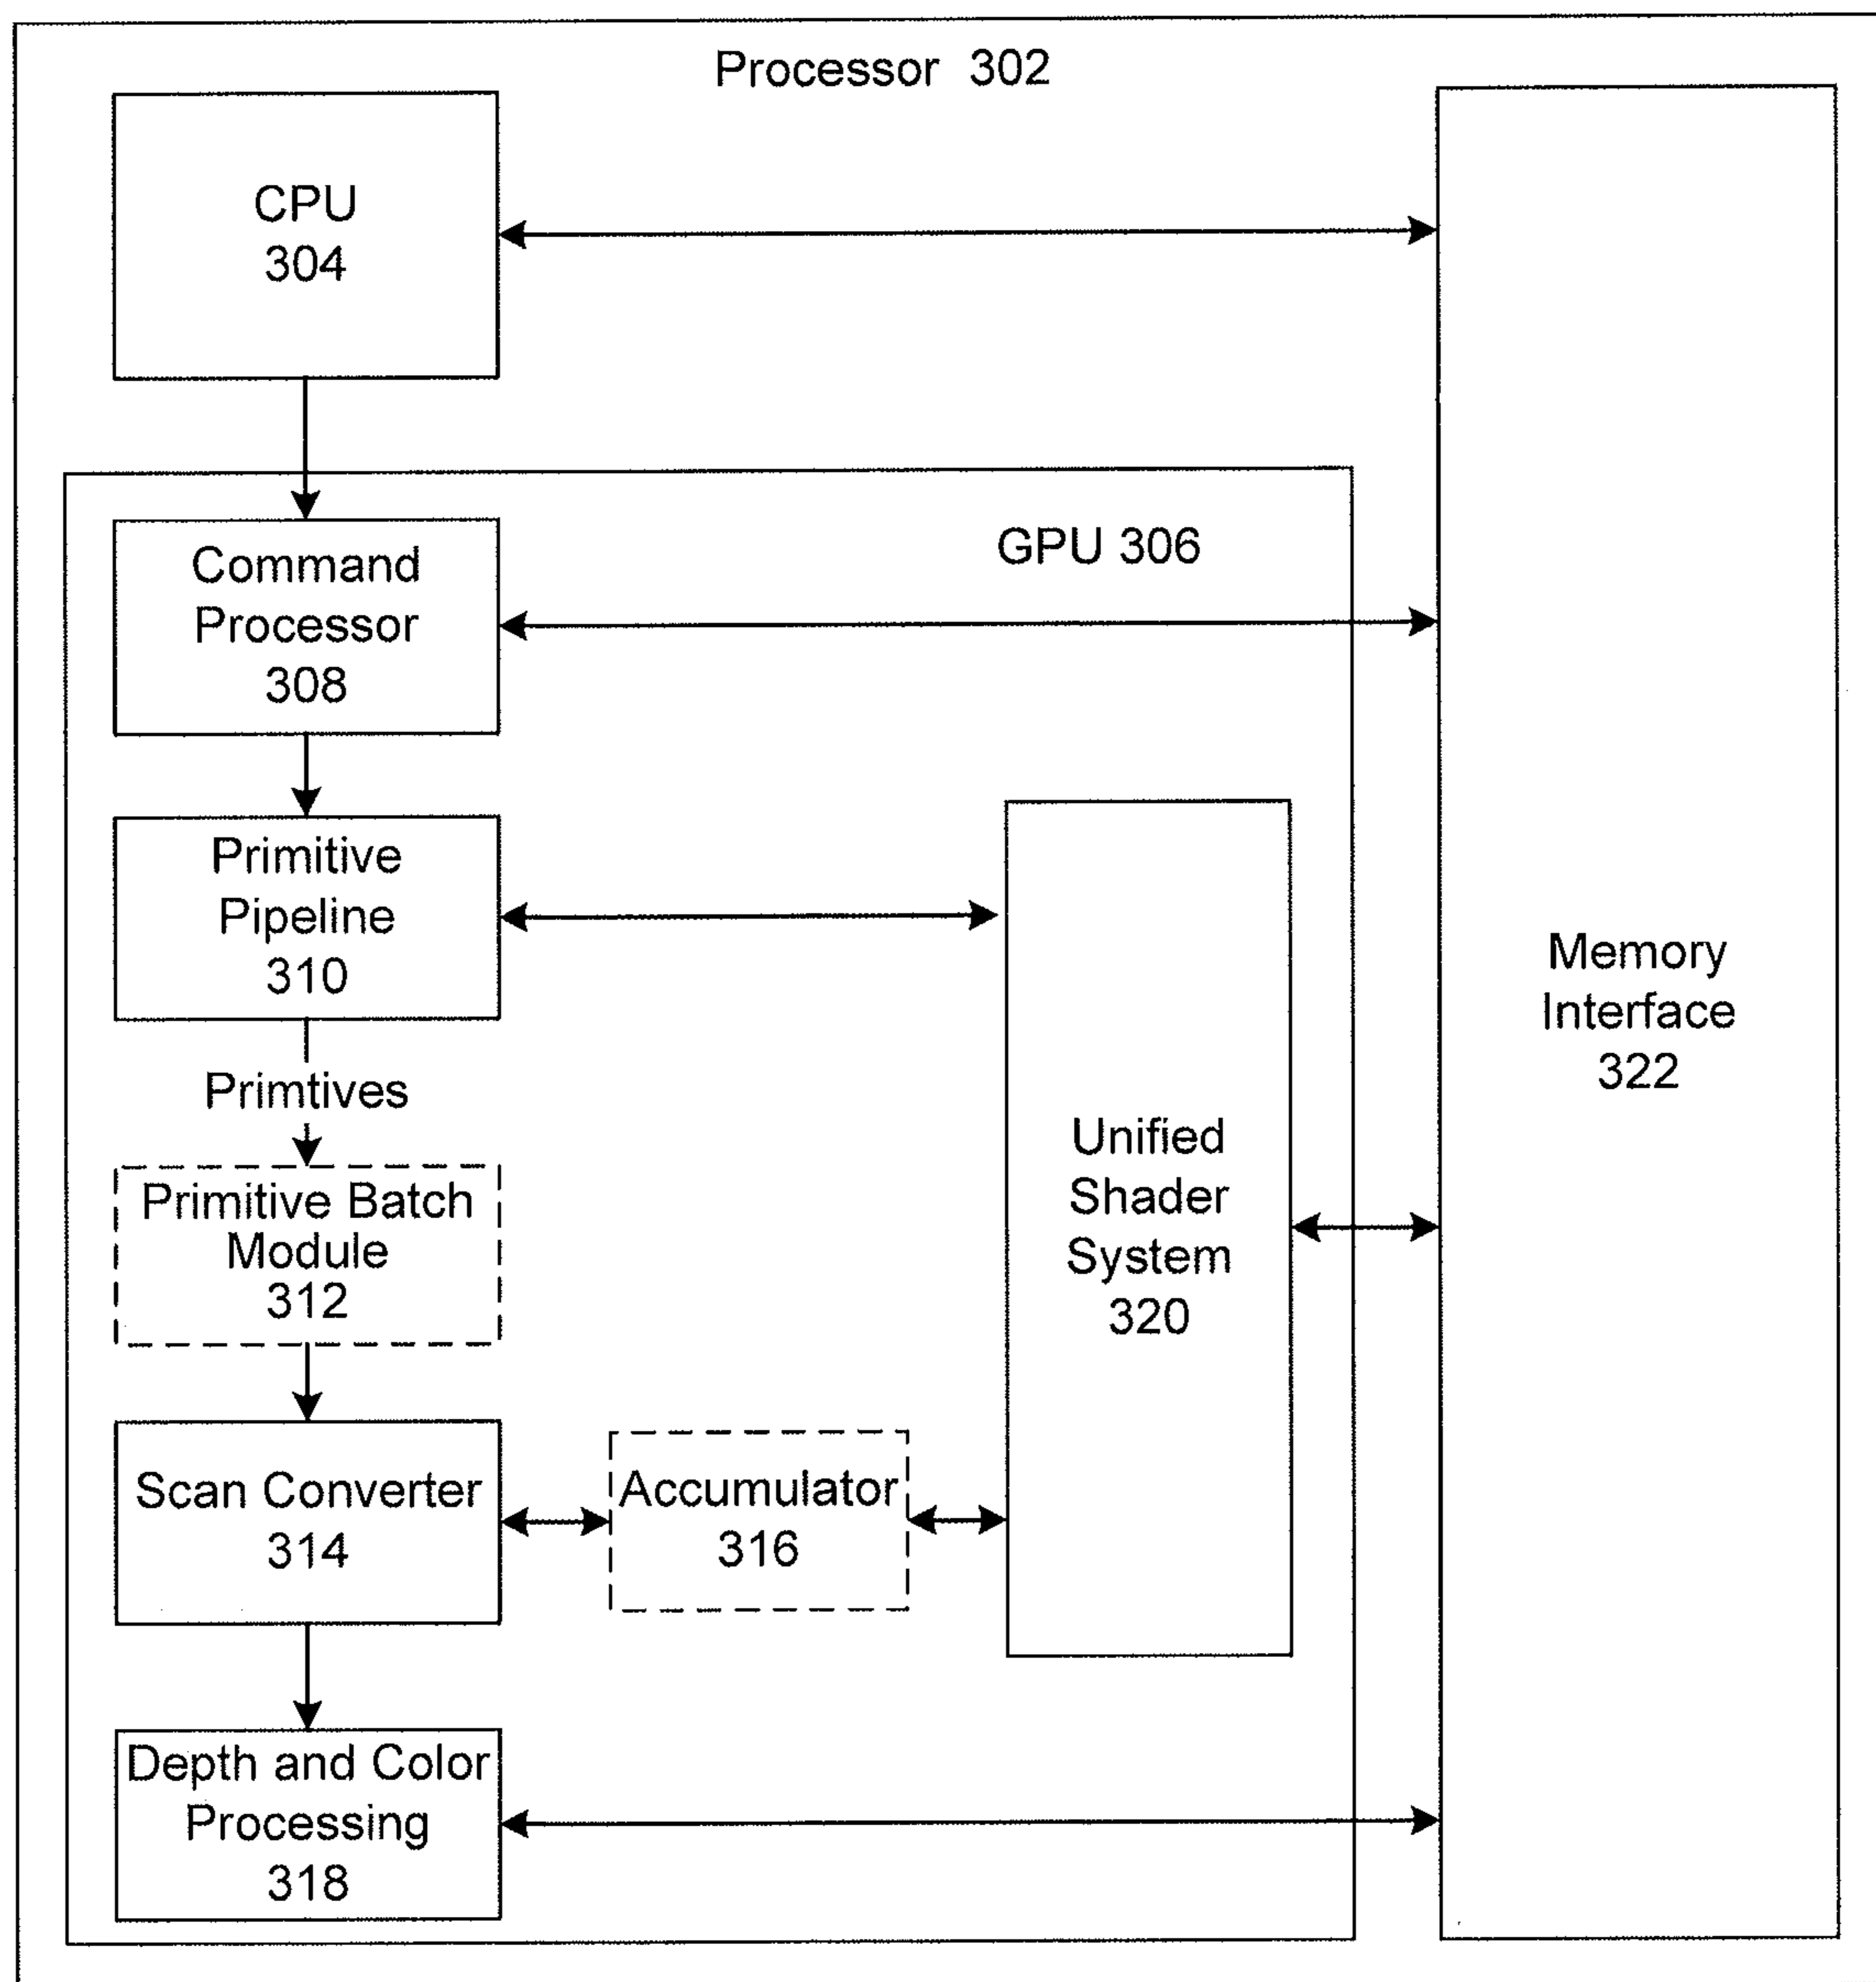 Processor 302
CPU
304
GPU 306
Command
Processor
308
Primitive
Pipeline
310
Primtives
Primitive Batch
Module
312
Scan Converter
314
Accumulator
316
Depth and Color
Processing
318
Unified
Shader
System
320
Memory
Interface
322